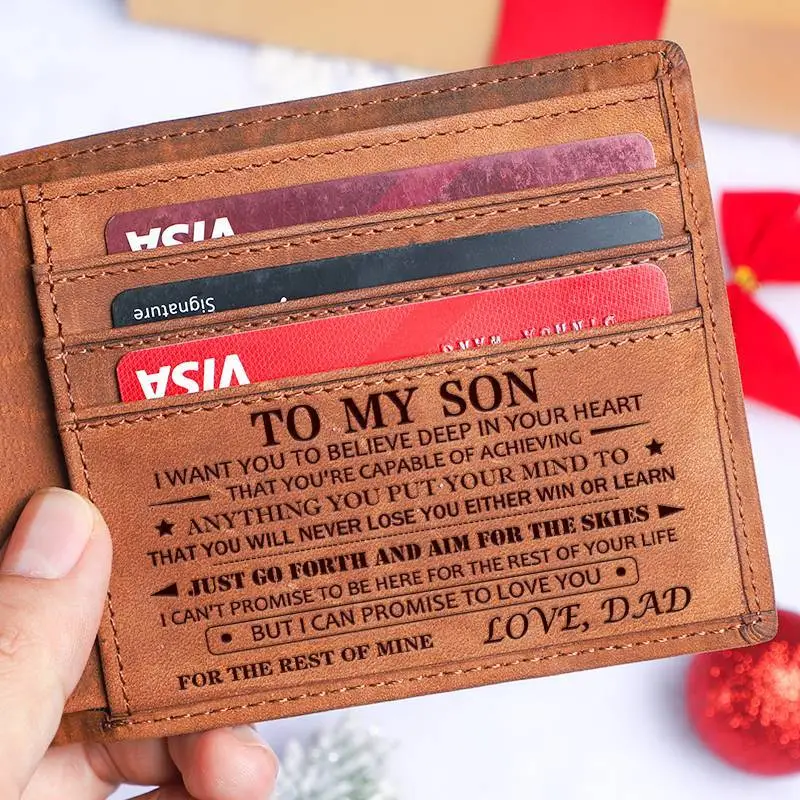 VISA
Signature
VISA
TO MY SON
I WANT YOU TO BELIEVE DEEP IN YOUR HEART
THAT YOU'RE CAPABLE OF ACHIEVING
ANYTHING YOU PUT YOUR MIND TO
THAT YOU WILL NEVER LOSE YOU EITHER WIN OR LEARN
JUST GO FORTH AND AIM FOR THE SKIES
I CAN'T PROMISE TO BE HERE FOR THE REST OF YOUR LIFE
BUT I CAN PROMISE TO LOVE YOU
FOR THE REST OF MINE
LOVE, DAD